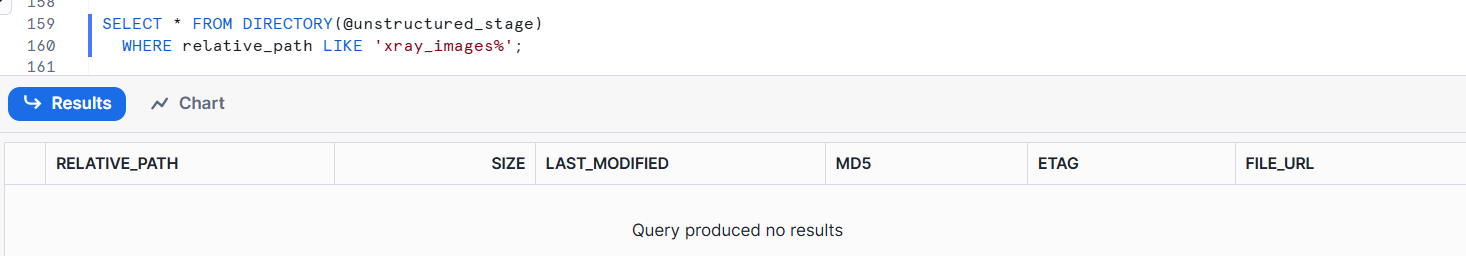 158
159 SELECT * FROM DIRECTORY(@unstructured_stage)
160 WHERE relative_path LIKE 'xray_images%';
161
Results Chart
RELATIVE_PATH SIZE LAST_MODIFIED MD5 ETAG FILE_URL
Query produced no results